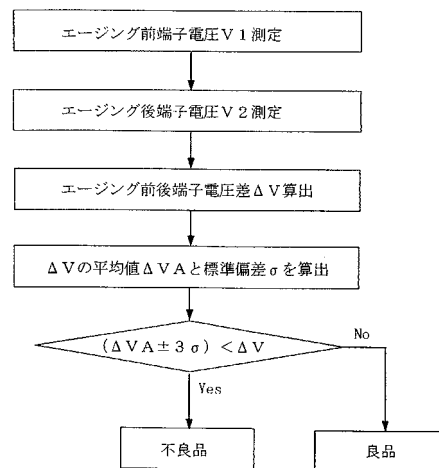 エージング前端子電圧V1測定
エージング後端子電圧V2測定
エージング前後端子電圧差ΔV算出
ΔVの平均値ΔVAと標準偏差σを算出
(ΔVA±3σ)<ΔV
No
Yes
不良品
良品